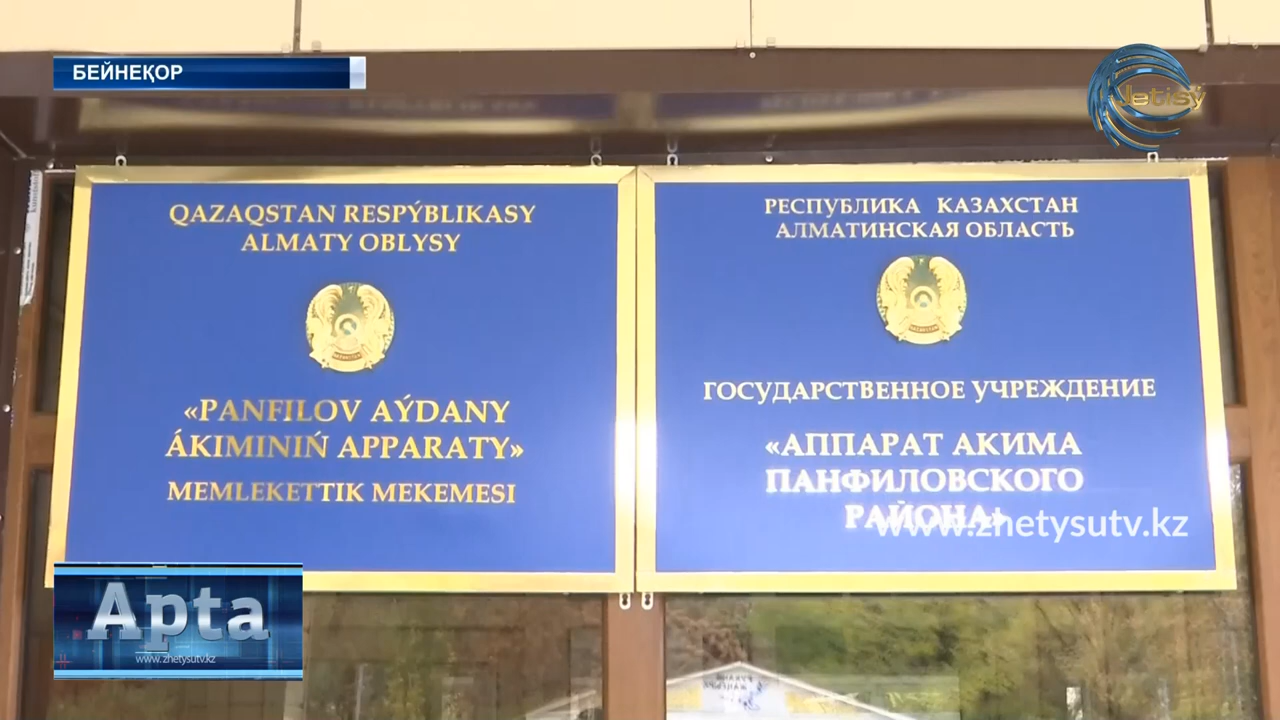 БЕЙНЕҚОР
Jetisý
QAZAQSTAN RESPÝBLIKASY
ALMATY OBLYSY
«PANFILOV AÝDANY
ÁKIMINIŃ APPARATY»
MEMLEKETTIK MEKEMESI
РЕСПУБЛИКА КАЗАХСТАН
АЛМАТИНСКАЯ ОБЛАСТЬ
ГОСУДАРСТВЕННОЕ УЧРЕЖДЕНИЕ
«АППАРАТ АКИМА
ПАНФИЛОВСКОГО
РАЙОНА»
www.zhetysutv.kz
Apta
www.zhetysutv.kz